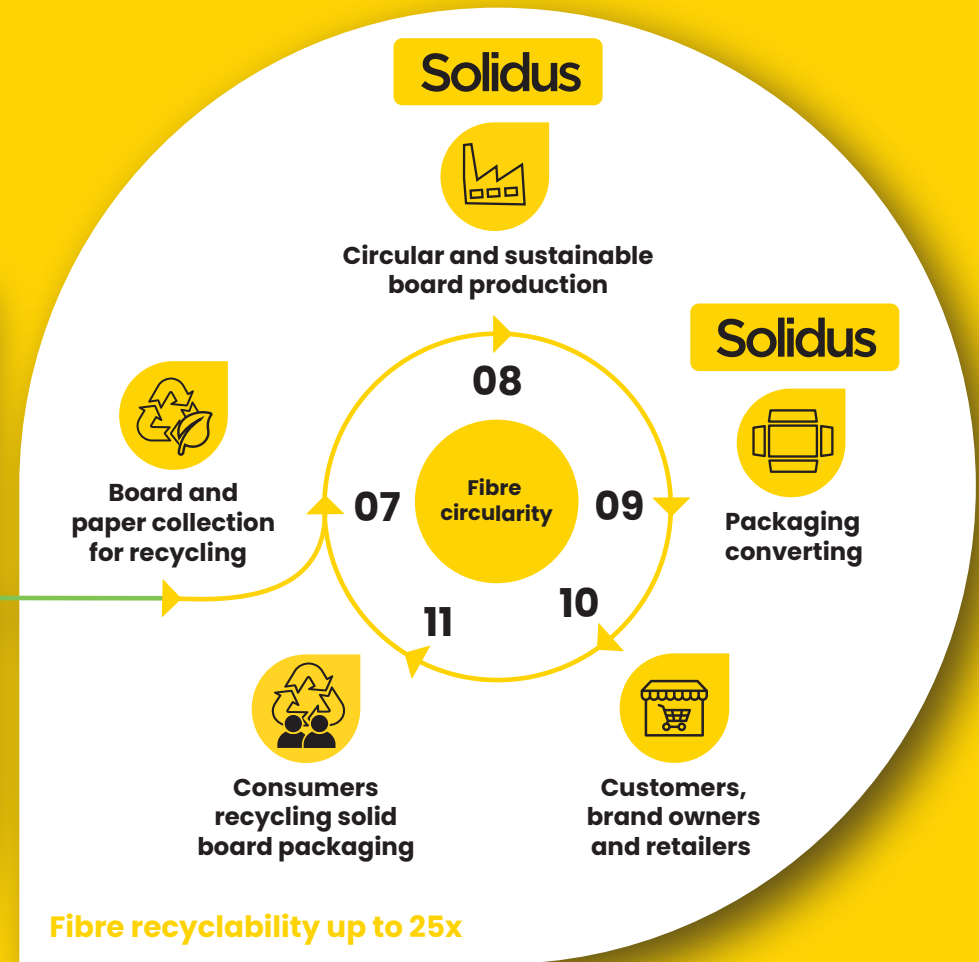 Solidus
Circular and sustainable
board production
Solidus
Packaging
converting
08
07
Fibre
circularity
09
10
11
Board and
paper collection
for recycling
Consumers
recycling solid
board packaging
Customers,
brand owners
and retailers
Fibre recyclability up to 25x